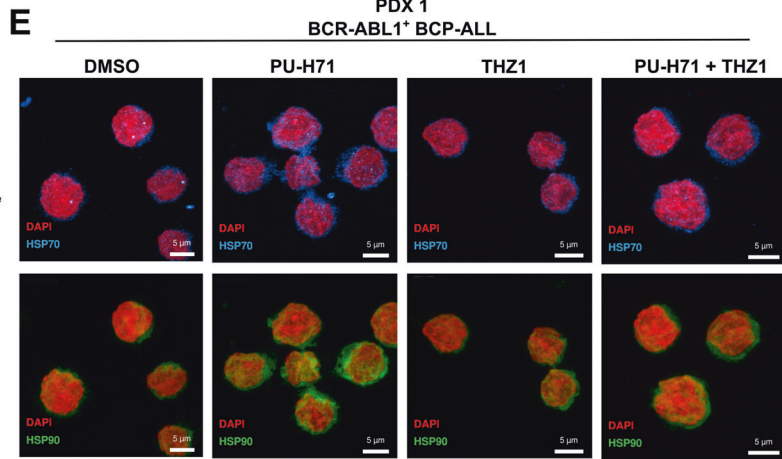 E
PDX 1
BCR-ABL1⁺ BCP-ALL
DMSO
PU-H71
THZ1
PU-H71 + THZ1
DAPI
HSP70
5 µm
DAPI
HSP70
5 µm
DAPI
HSP70
5 µm
DAPI
HSP70
5 µm
DAPI
HSP90
5 µm
DAPI
HSP90
5 µm
DAPI
HSP90
5 µm
DAPI
HSP90
5 µm